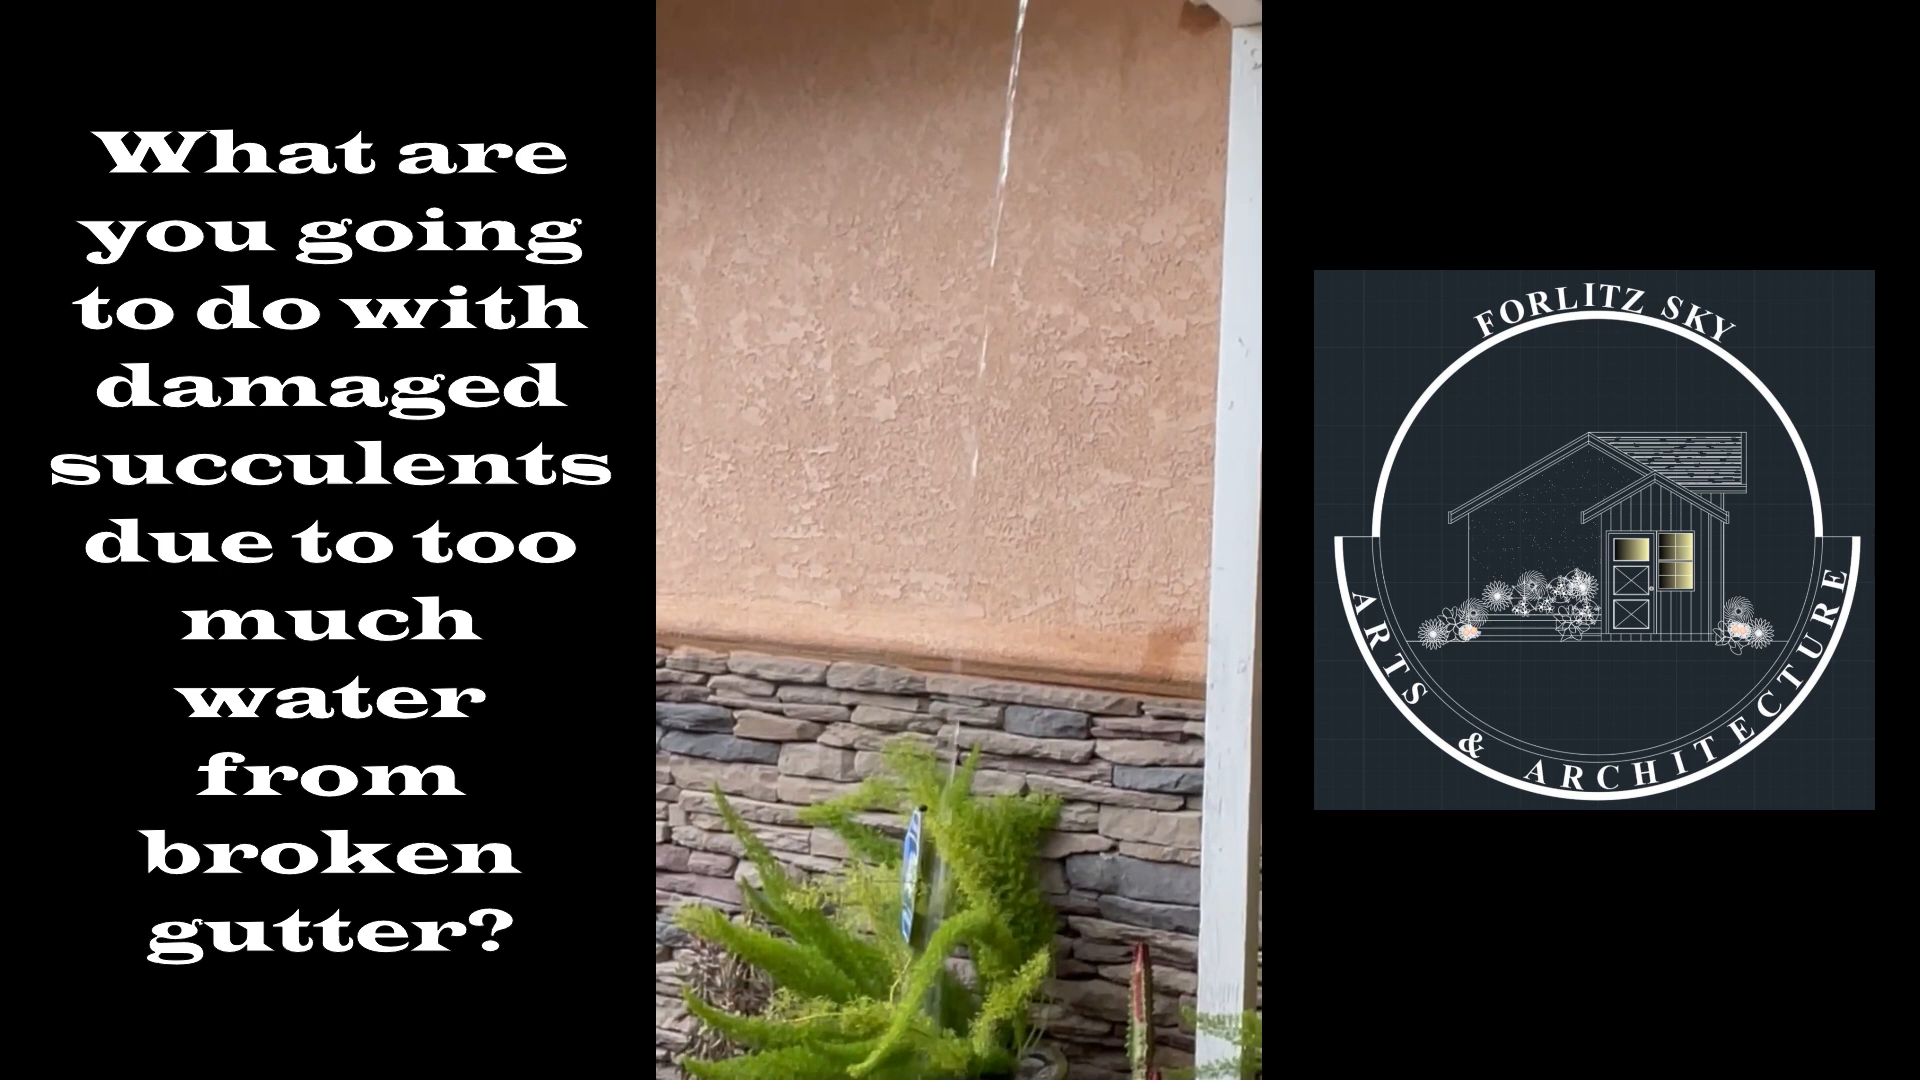 What are
you going
to do with
damaged
succulents
due to too
much
water
from
broken
gutter?
FORLITZ SKY
ARTS & ARCHITECTURE